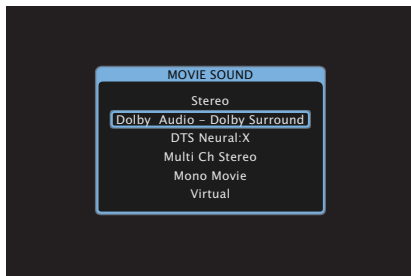 MOVIE SOUND
Stereo
Dolby Audio – Dolby Surround
DTS Neural:X
Multi Ch Stereo
Mono Movie
Virtual